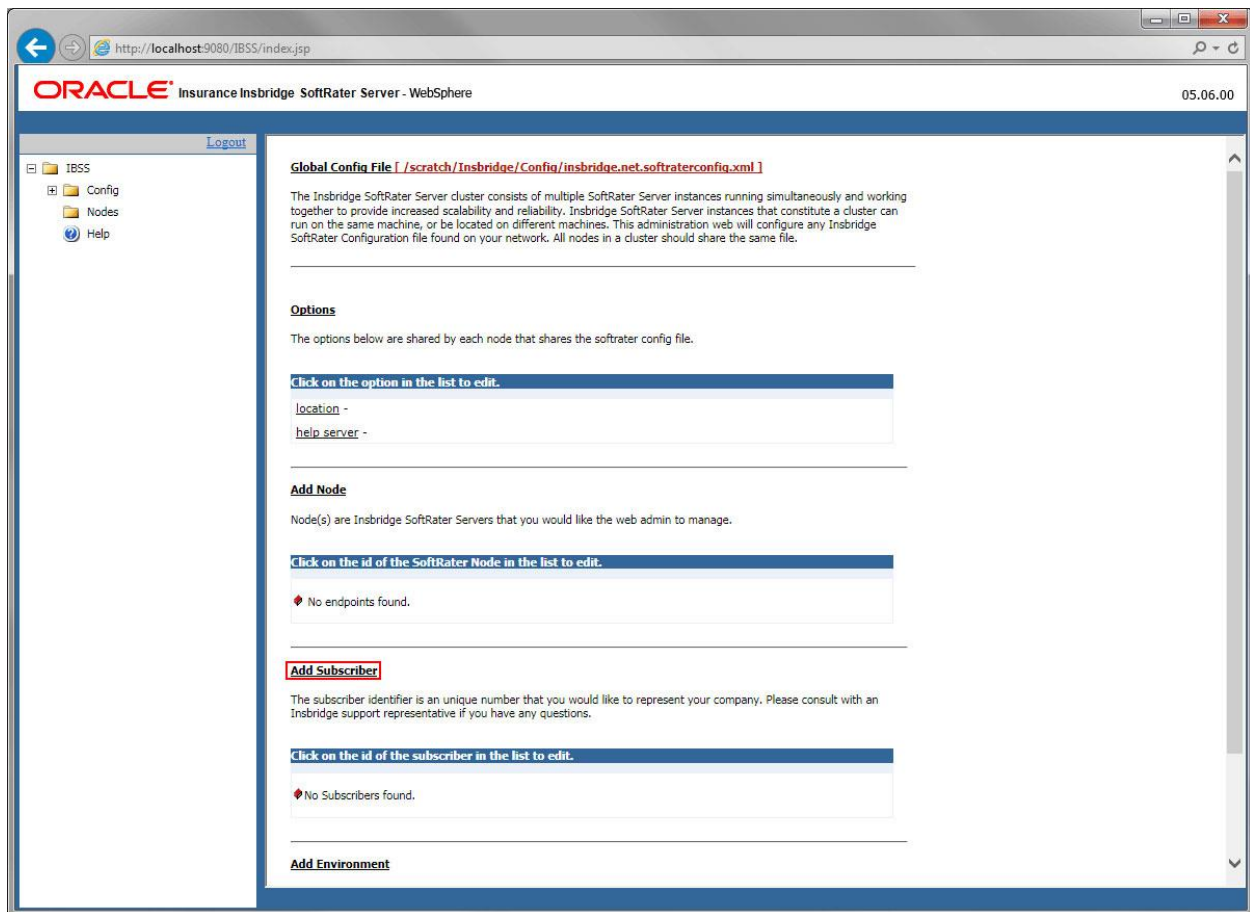 http://localhost:9080/IBSS/index.jsp
ORACLE® Insurance Insbridge SoftRater Server - WebSphere
05.06.00
Logout
IBSS
Config
Nodes
Help
Global Config File [ /scratch/Insbridge/Config/insbridge.net.softraterconfig.xml ]
The Insbridge SoftRater Server cluster consists of multiple SoftRater Server instances running simultaneously and working
together to provide increased scalability and reliability. Insbridge SoftRater Server instances that constitute a cluster can
run on the same machine, or be located on different machines. This administration web will configure any Insbridge
SoftRater Configuration file found on your network. All nodes in a cluster should share the same file.
Options
The options below are shared by each node that shares the softrater config file.
Click on the option in the list to edit.
location -
help server -
Add Node
Node(s) are Insbridge SoftRater Servers that you would like the web admin to manage.
Click on the id of the SoftRater Node in the list to edit.
No endpoints found.
Add Subscriber
The subscriber identifier is an unique number that you would like to represent your company. Please consult with an
Insbridge support representative if you have any questions.
Click on the id of the subscriber in the list to edit.
No Subscribers found.
Add Environment